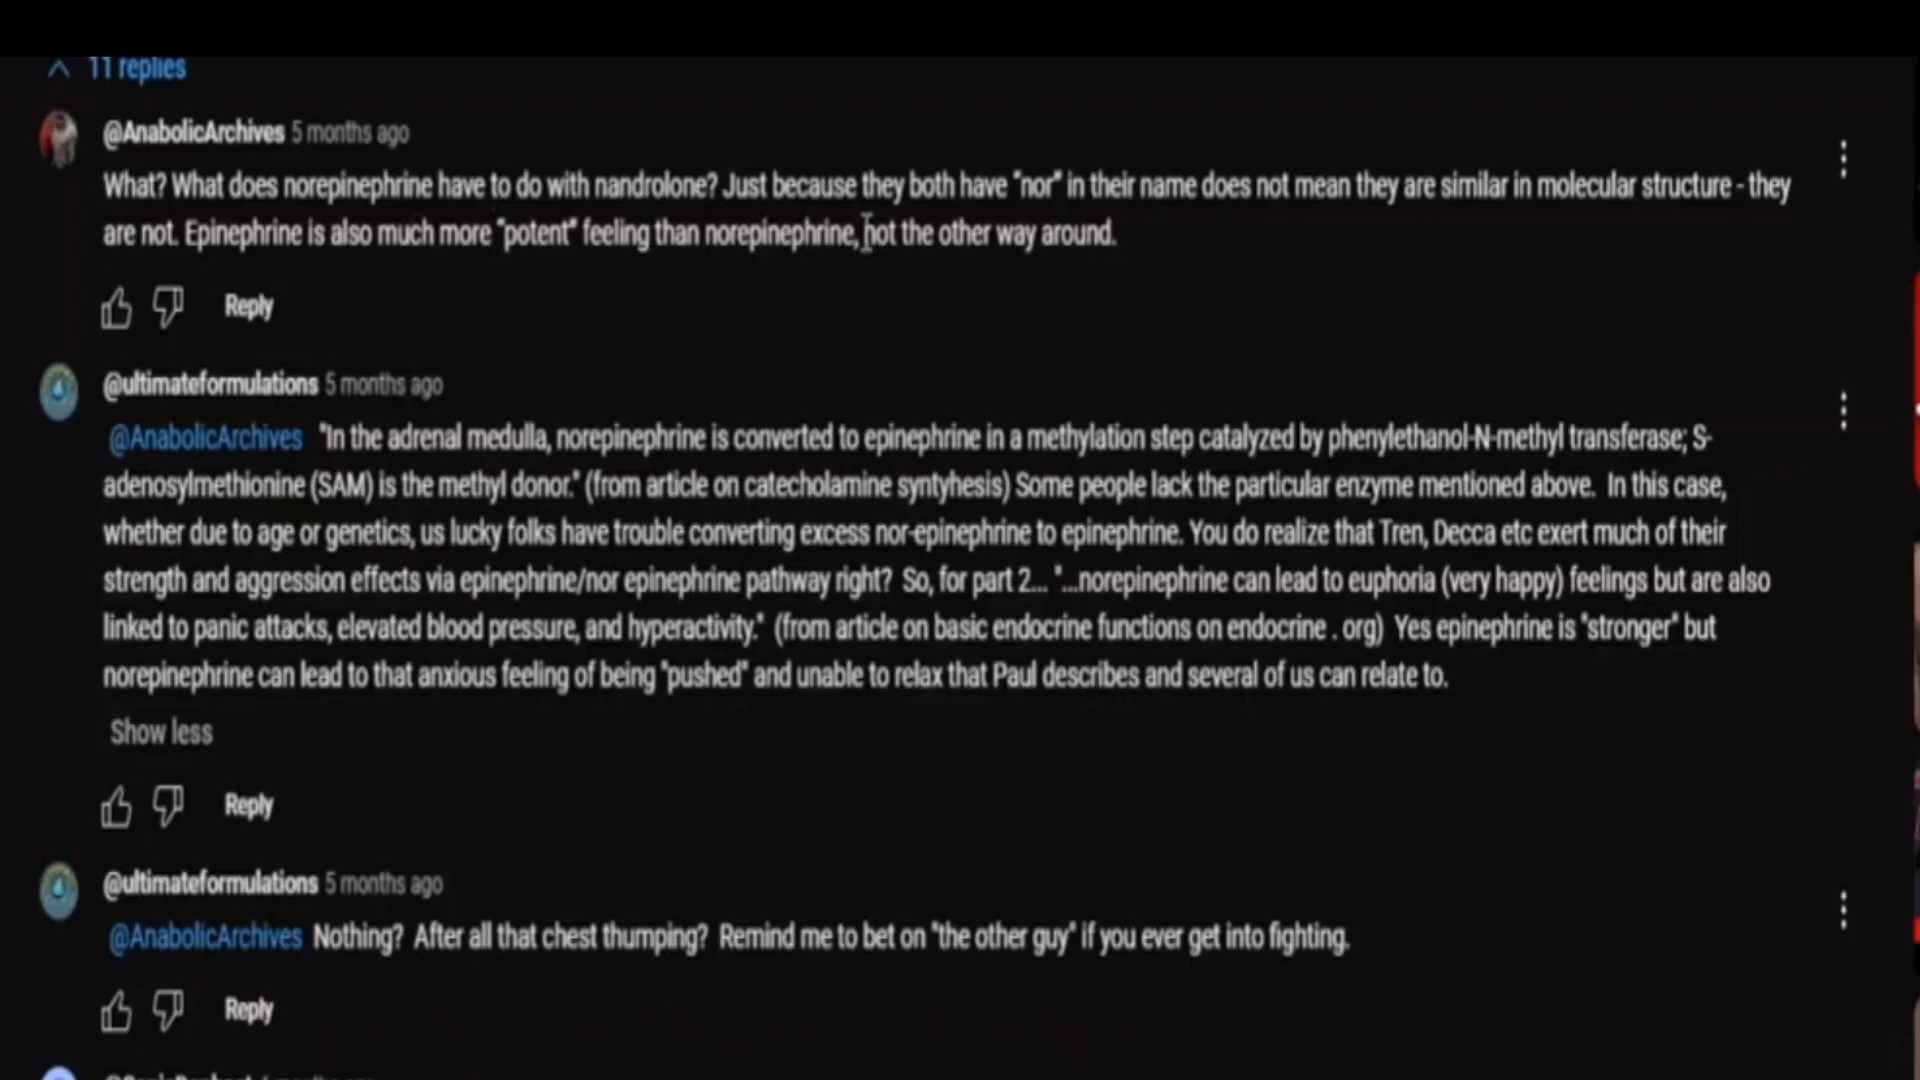 11 replies
@AnabolicArchives 5 months ago
What? What does norepinephrine have to do with nandrolone? Just because they both have "nor" in their name does not mean they are similar in molecular structure - they
are not. Epinephrine is also much more "potent" feeling than norepinephrine, not the other way around.
Reply
@ultimateformulations 5 months ago
@AnabolicArchives "In the adrenal medulla, norepinephrine is converted to epinephrine in a methylation step catalyzed by phenylethanol-N-methyl transferase; S-
adenosylmethionine (SAM) is the methyl donor." (from article on catecholamine syntyhesis) Some people lack the particular enzyme mentioned above. In this case,
whether due to age or genetics, us lucky folks have trouble converting excess nor-epinephrine to epinephrine. You do realize that Tren, Decca etc exert much of their
strength and aggression effects via epinephrine/nor epinephrine pathway right? So, for part 2... "...norepinephrine can lead to euphoria (very happy) feelings but are also
linked to panic attacks, elevated blood pressure, and hyperactivity." (from article on basic endocrine functions on endocrine . org) Yes epinephrine is "stronger" but
norepinephrine can lead to that anxious feeling of being "pushed" and unable to relax that Paul describes and several of us can relate to.
Show less
Reply
@ultimateformulations 5 months ago
@AnabolicArchives Nothing? After all that chest thumping? Remind me to bet on "the other guy" if you ever get into fighting.
Reply